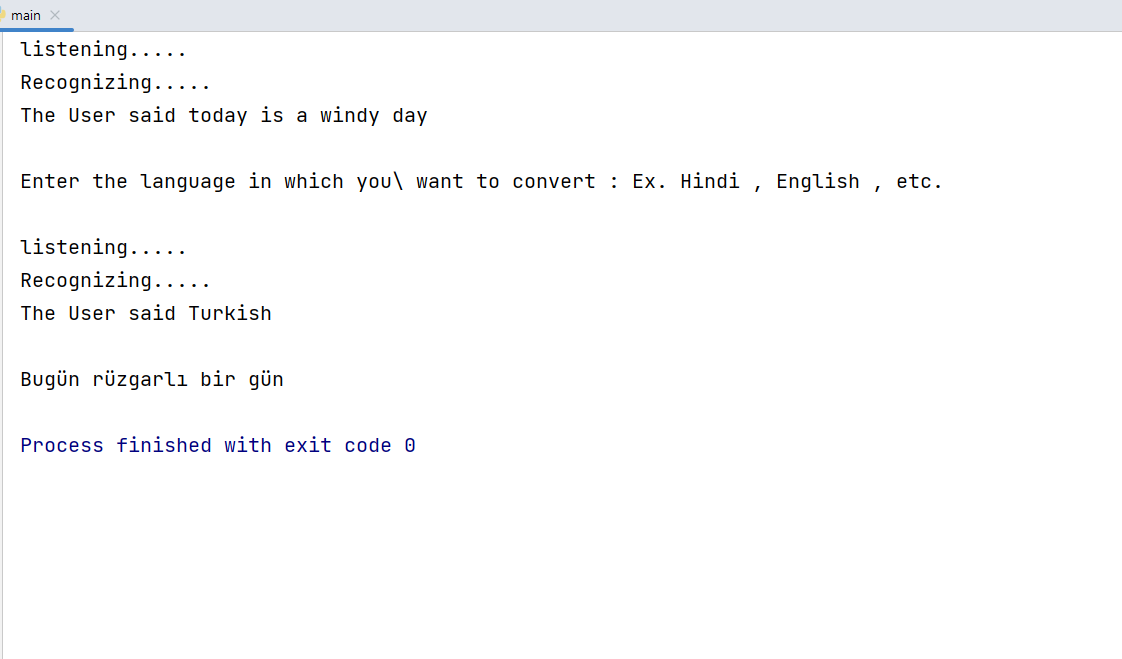 main
listening.....
Recognizing.....
The User said today is a windy day
Enter the language in which you\ want to convert : Ex. Hindi , English , etc.
listening.....
Recognizing.....
The User said Turkish
Bugün rüzgarlı bir gün
Process finished with exit code 0